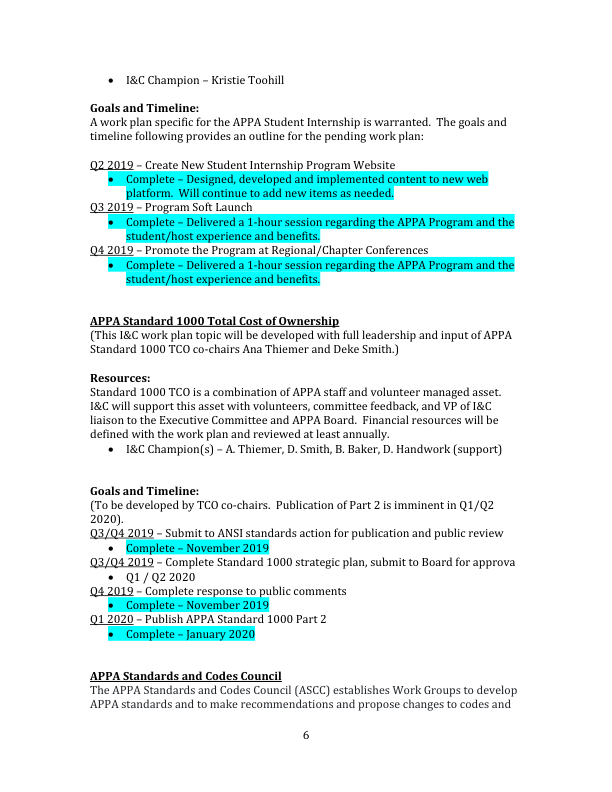 • I&C Champion – Kristie Toohill
Goals and Timeline:
A work plan specific for the APPA Student Internship is warranted.  The goals and
timeline following provides an outline for the pending work plan:
Q2 2019 – Create New Student Internship Program Website
• Complete – Designed, developed and implemented content to new web
platform.  Will continue to add new items as needed.
Q3 2019 – Program Soft Launch
• Complete – Delivered a 1-hour session regarding the APPA Program and the
student/host experience and benefits.
Q4 2019 – Promote the Program at Regional/Chapter Conferences
• Complete – Delivered a 1-hour session regarding the APPA Program and the
student/host experience and benefits.
APPA Standard 1000 Total Cost of Ownership
(This I&C work plan topic will be developed with full leadership and input of APPA
Standard 1000 TCO co-chairs Ana Thiemer and Deke Smith.)
Resources:
Standard 1000 TCO is a combination of APPA staff and volunteer managed asset.
I&C will support this asset with volunteers, committee feedback, and VP of I&C
liaison to the Executive Committee and APPA Board.  Financial resources will be
defined with the work plan and reviewed at least annually.
• I&C Champion(s) – A. Thiemer, D. Smith, B. Baker, D. Handwork (support)
Goals and Timeline:
(To be developed by TCO co-chairs.  Publication of Part 2 is imminent in Q1/Q2
2020).
Q3/Q4 2019 – Submit to ANSI standards action for publication and public review
• Complete – November 2019
Q3/Q4 2019 – Complete Standard 1000 strategic plan, submit to Board for approva
• Q1 / Q2 2020
Q4 2019 – Complete response to public comments
• Complete – November 2019
Q1 2020 – Publish APPA Standard 1000 Part 2
• Complete – January 2020
APPA Standards and Codes Council
The APPA Standards and Codes Council (ASCC) establishes Work Groups to develop
APPA standards and to make recommendations and propose changes to codes and
6